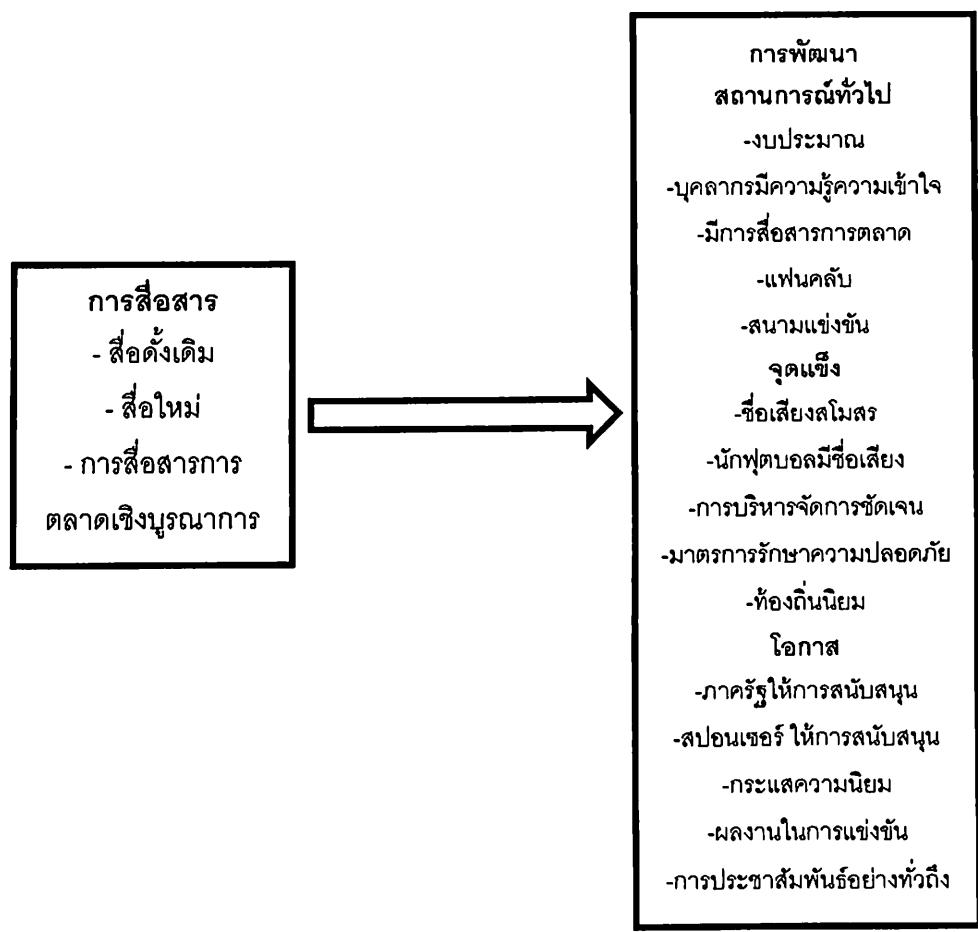 การสื่อสาร
- สื่อดั้งเดิม
- สื่อใหม่
- การสื่อสารการ
ตลาดเชิงบูรณาการ
การพัฒนา
สถานการณ์ทั่วไป
-งบประมาณ
-บุคลากรมีความรู้ความเข้าใจ
-มีการสื่อสารการตลาด
-แฟนคลับ
-สนามแข่งขัน
จุดแข็ง
-ชื่อเสียงสโมสร
-นักฟุตบอลมีชื่อเสียง
-การบริหารจัดการชัดเจน
-มาตรการรักษาความปลอดภัย
-ท้องถิ่นนิยม
โอกาส
-ภาครัฐให้การสนับสนุน
-สปอนเซอร์ ให้การสนับสนุน
-กระแสความนิยม
-ผลงานในการแข่งขัน
-การประชาสัมพันธ์อย่างทั่วถึง